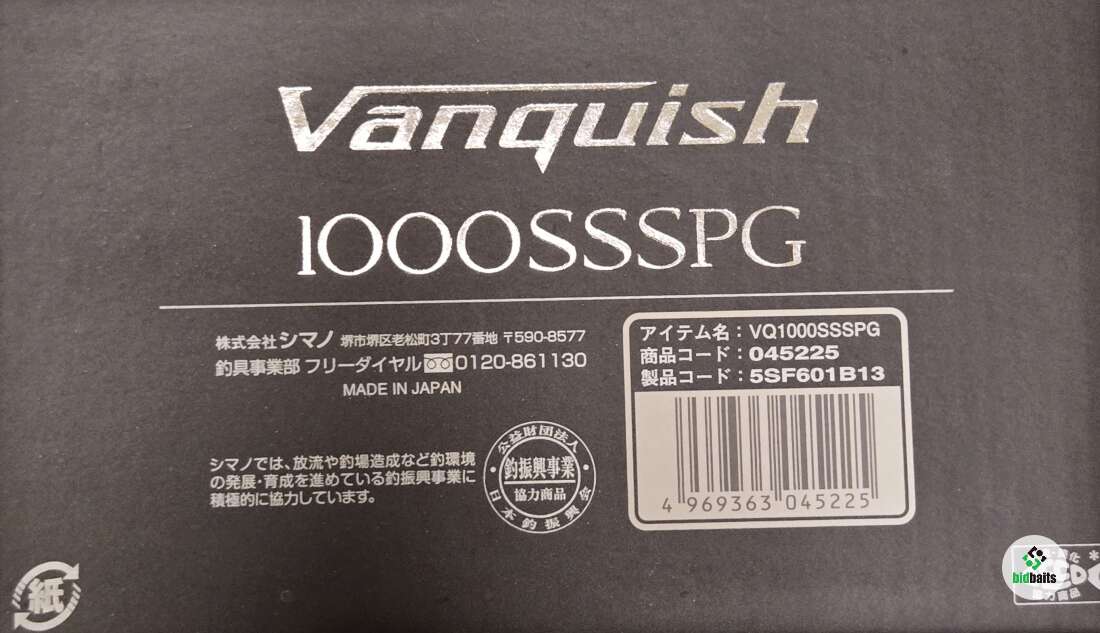 Vanquish
1000SSSPG
株式会社シマノ 堺市堺区老松町3丁77番地 〒590-8577
釣具事業部 フリーダイヤル 0120-861130
MADE IN JAPAN
アイテム名：VQ1000SSSPG
商品コード：045225
製品コード：5SF601B13
4 969363 045225
シマノでは、放流や釣場造成など釣環境
の発展・育成を進めている釣振興事業に
積極的に協力しています。
公益財団法人
釣振興事業
協力商品
日本釣振興会
紙
bidbaits
協力商品